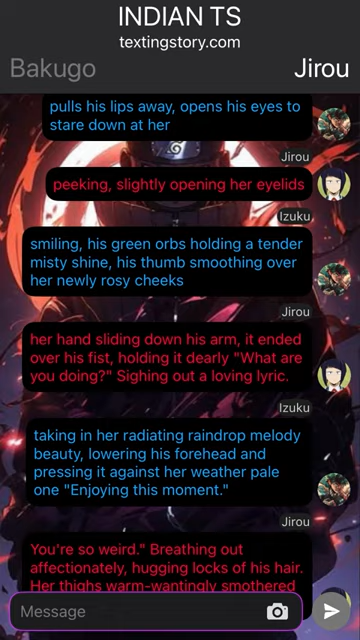 INDIAN TS
textingstory.com
Bakugo
Jirou
pulls his lips away, opens his eyes to
stare down at her
Jirou
peeking, slightly opening her eyelids
Izuku
smiling, his green orbs holding a tender
misty shine, his thumb smoothing over
her newly rosy cheeks
Jirou
her hand sliding down his arm, it ended
over his fist, holding it dearly "What are
you doing?" Sighing out a loving lyric.
Izuku
taking in her radiating raindrop melody
beauty, lowering his forehead and
pressing it against her weather pale
one "Enjoying this moment."
Jirou
You're so weird." Breathing out
affectionately, hugging locks of his hair.
Her thighs warm-wantingly smothered
Message